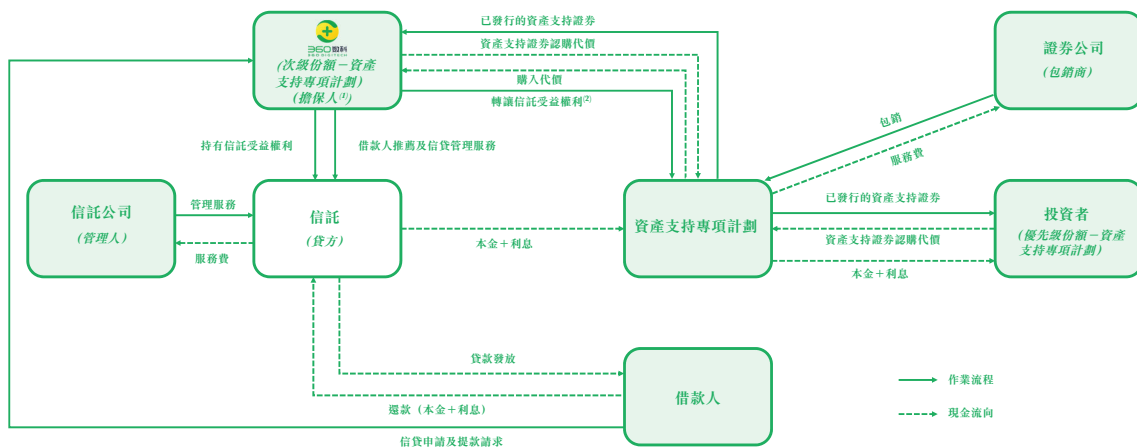 360數科
360 DIGITECH
(次級份額－資產
支持專項計劃)
(擔保人⁽¹⁾)
已發行的資產支持證券
資產支持證券認購代價
購入代價
轉讓信託受益權利⁽²⁾
證券公司
(包銷商)
包銷
服務費
持有信託受益權利
借款人推薦及信貸管理服務
信託公司
(管理人)
管理服務
服務費
信託
(貸方)
本金＋利息
資產支持專項計劃
已發行的資產支持證券
資產支持證券認購代價
本金＋利息
投資者
(優先級份額－資產
支持專項計劃)
貸款發放
還款（本金＋利息）
借款人
信貸申請及提款請求
作業流程
現金流向